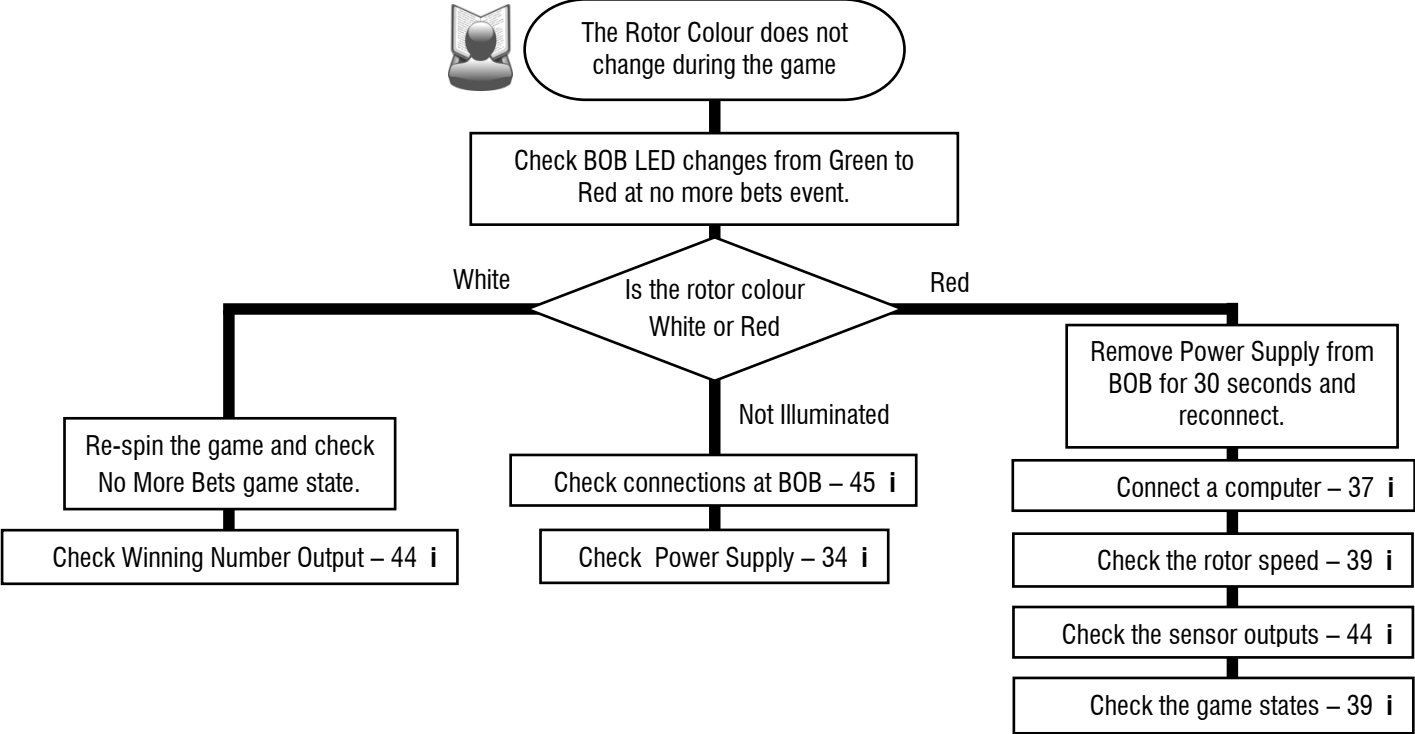 The Rotor Colour does not
change during the game
Check BOB LED changes from Green to
Red at no more bets event.
Is the rotor colour
White or Red
White
Re-spin the game and check
No More Bets game state.
Check Winning Number Output – 44 i
Not Illuminated
Check connections at BOB – 45 i
Check Power Supply – 34 i
Red
Remove Power Supply from
BOB for 30 seconds and
reconnect.
Connect a computer – 37 i
Check the rotor speed – 39 i
Check the sensor outputs – 44 i
Check the game states – 39 i